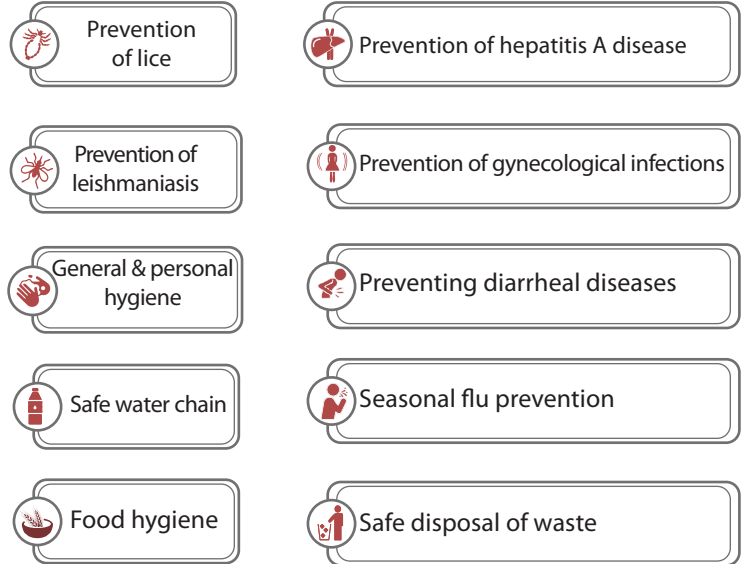 Prevention
of lice
Prevention of hepatitis A disease
Prevention of
leishmaniasis
Prevention of gynecological infections
General & personal
hygiene
Preventing diarrheal diseases
Safe water chain
Seasonal flu prevention
Food hygiene
Safe disposal of waste